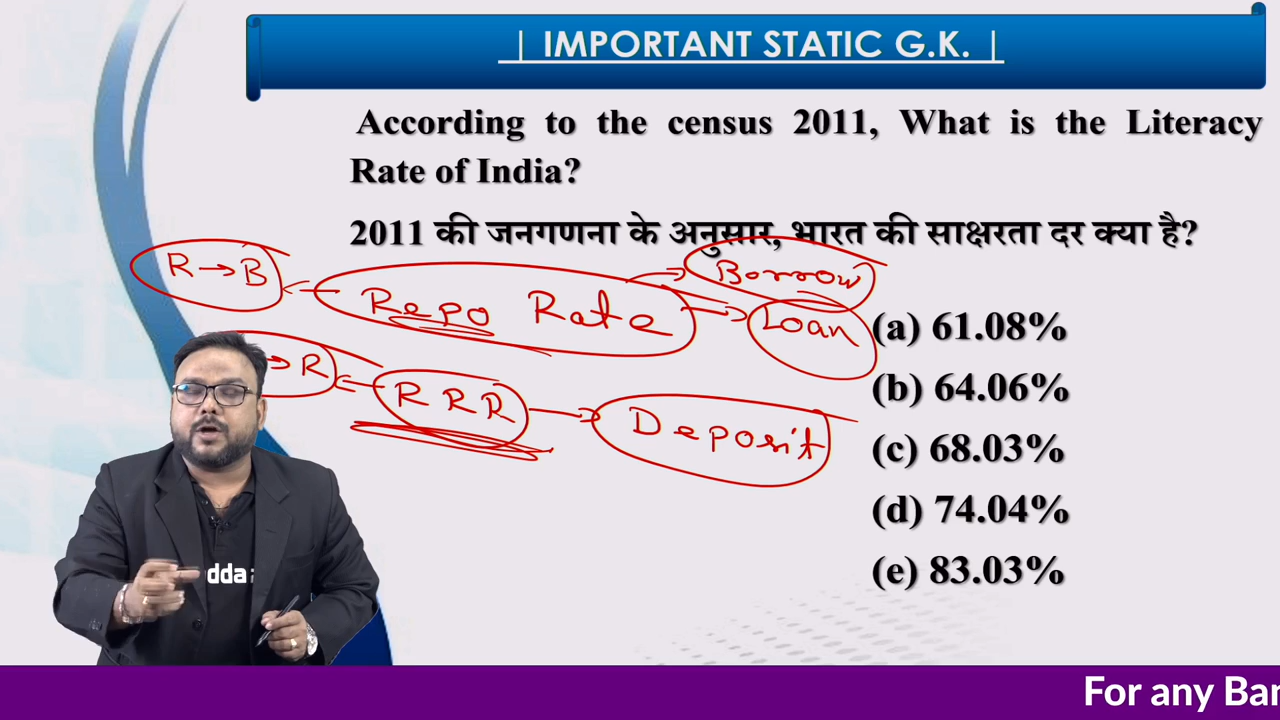 | IMPORTANT STATIC G.K. |
According to the census 2011, What is the Literacy
Rate of India?
2011 की जनगणना के अनुसार, भारत की साक्षरता दर क्या है?
R→B
Repo Rate
Borrow
Loan
(a) 61.08%
→R
RRR
Deposit
(b) 64.06%
(c) 68.03%
(d) 74.04%
(e) 83.03%
dda
For any Ban